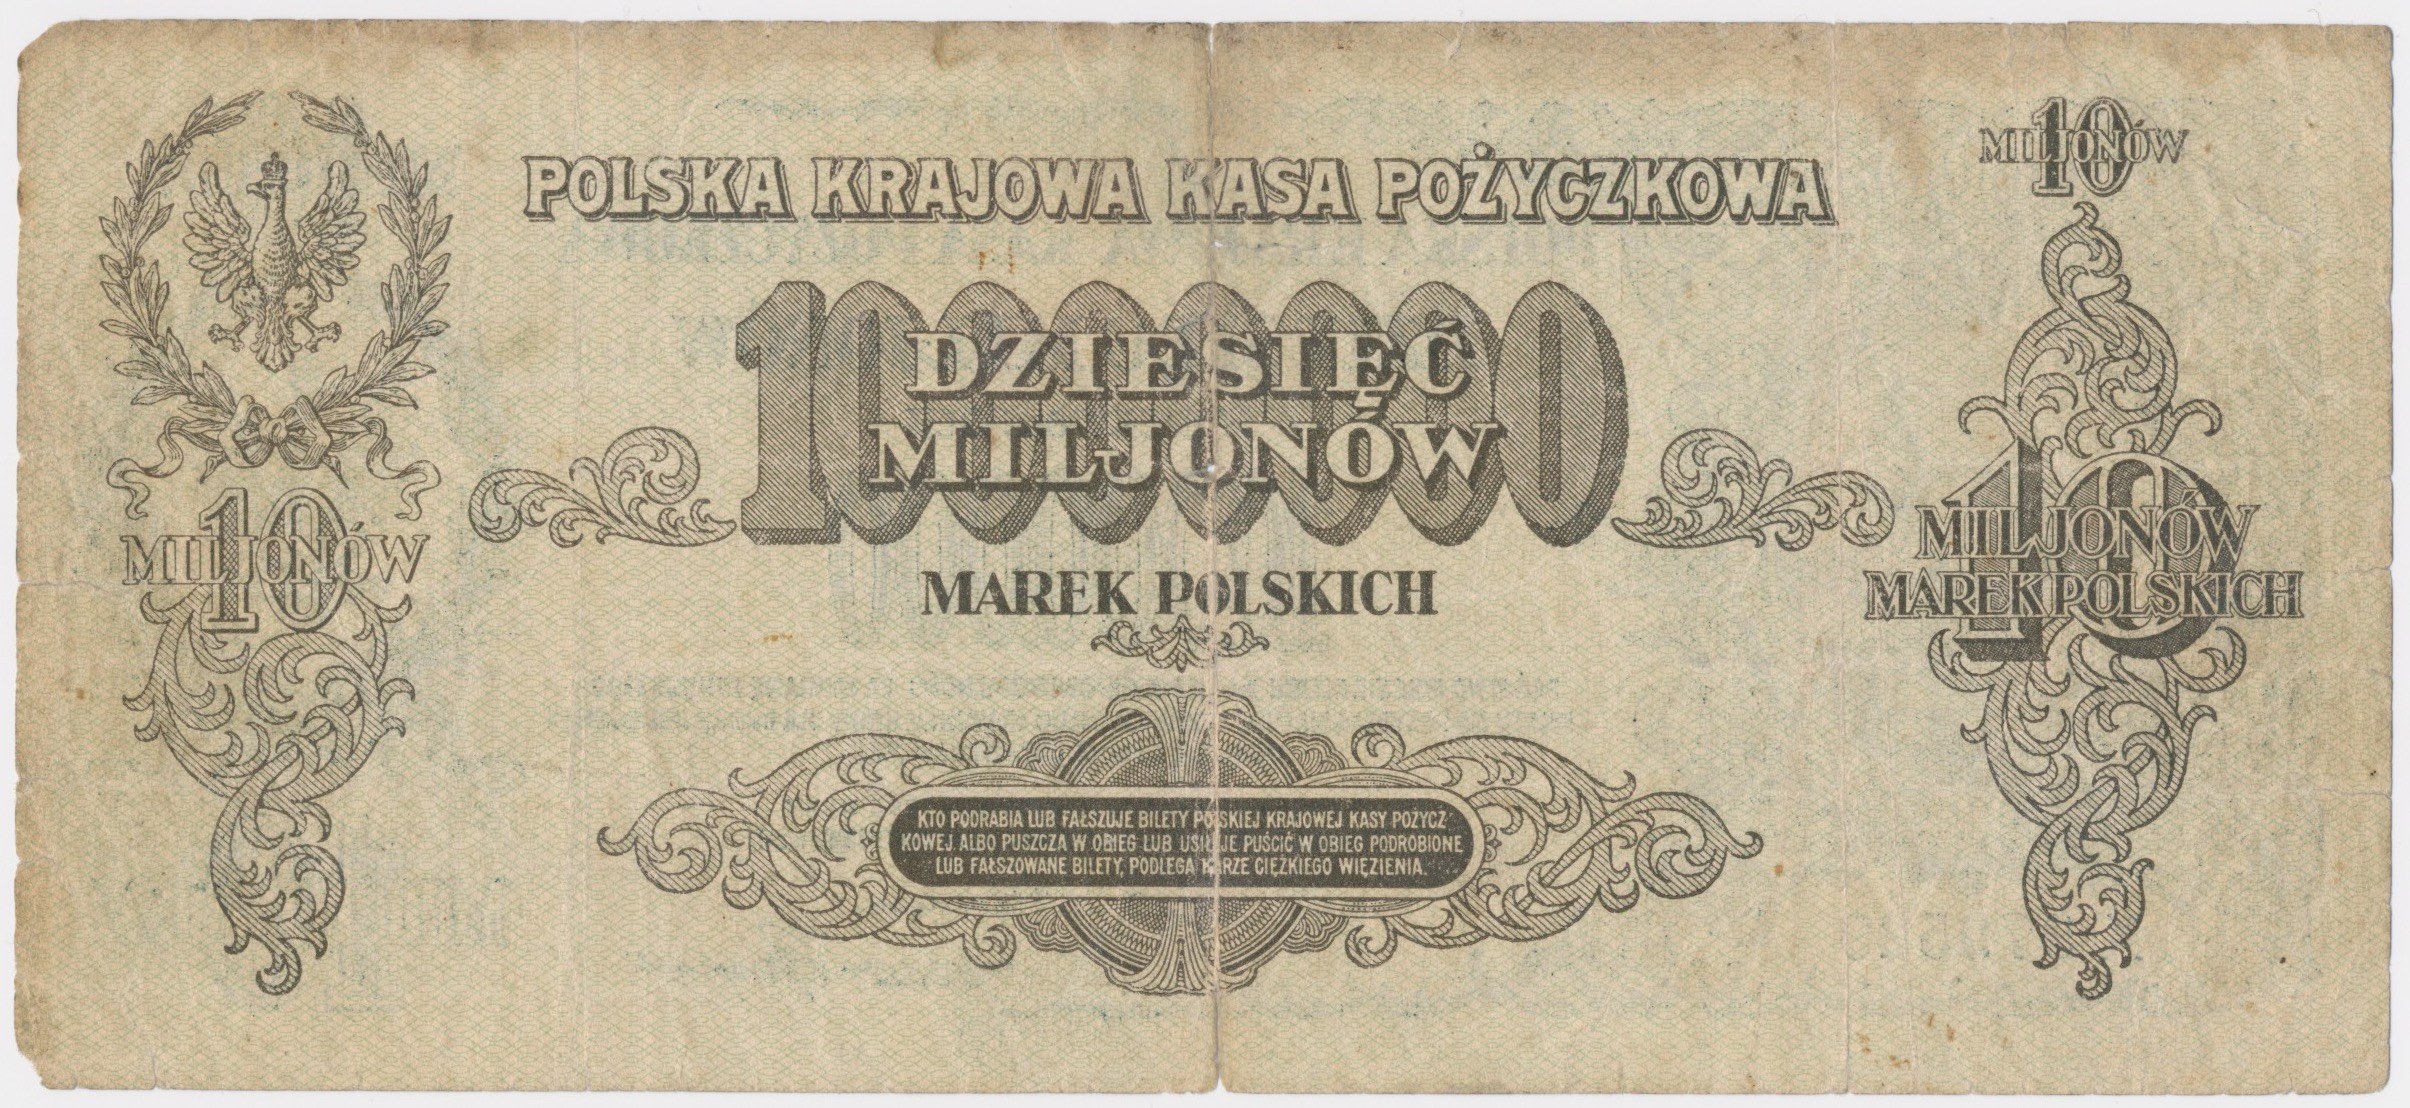 POLSKA KRAJOWA KASA POŻYCZKOWA
10
MILJONÓW
10000000
DZIESIĘĆ
MILJONÓW
MAREK POLSKICH
10
MILJONÓW
10
MILJONÓW
MAREK POLSKICH
KTO PODRABIA LUB FAŁSZUJE BILETY POLSKIEJ KRAJOWEJ KASY POŻYCZ
KOWEJ, ALBO PUSZCZA W OBIEG LUB USIŁUJE PUŚCIĆ W OBIEG PODROBIONE
LUB FAŁSZOWANE BILETY, PODLEGA KARZE CIĘŻKIEGO WIĘZIENIA.